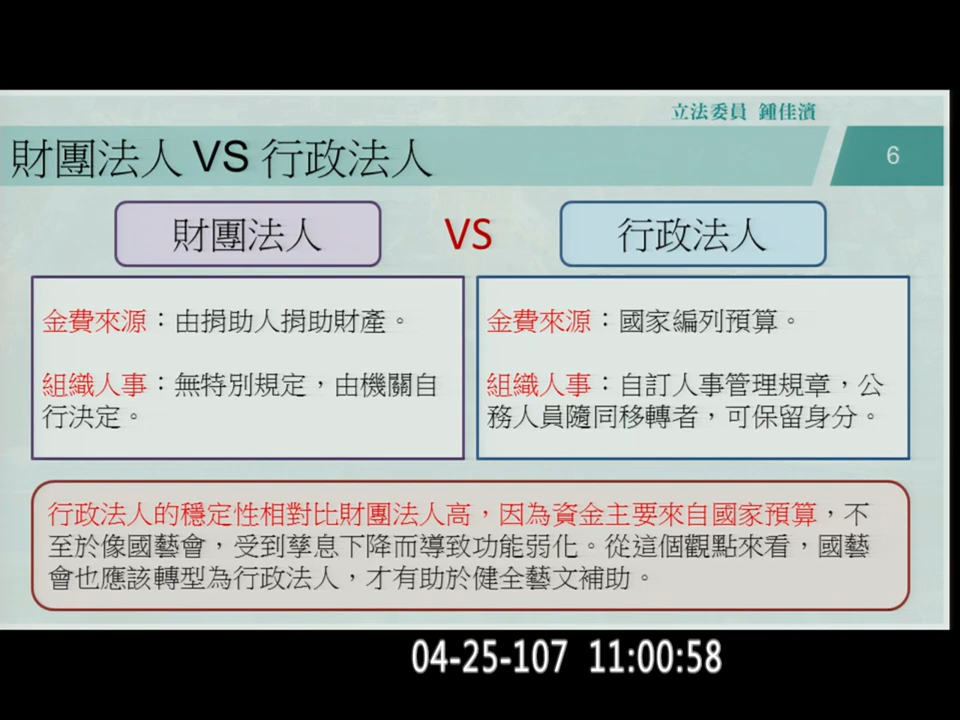 立法委員 鍾佳濱
財團法人 VS 行政法人
6
財團法人
VS
行政法人
金費來源：由捐助人捐助財產。
組織人事：無特別規定，由機關自
行決定。
金費來源：國家編列預算。
組織人事：自訂人事管理規章，公
務人員隨同移轉者，可保留身分。
行政法人的穩定性相對比財團法人高，因為資金主要來自國家預算，不
至於像國藝會，受到孳息下降而導致功能弱化。從這個觀點來看，國藝
會也應該轉型為行政法人，才有助於健全藝文補助。
04-25-107 11:00:58